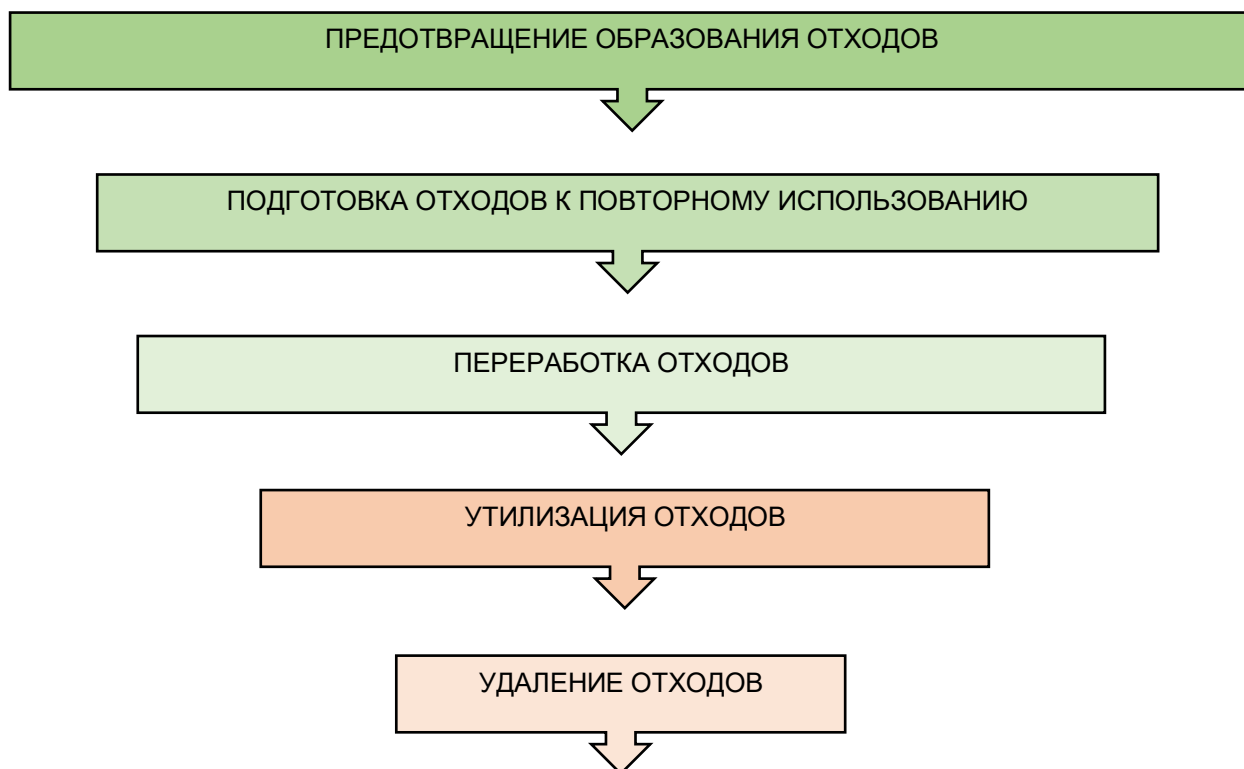 ПРЕДОТВРАЩЕНИЕ ОБРАЗОВАНИЯ ОТХОДОВ
ПОДГОТОВКА ОТХОДОВ К ПОВТОРНОМУ ИСПОЛЬЗОВАНИЮ
ПЕРЕРАБОТКА ОТХОДОВ
УТИЛИЗАЦИЯ ОТХОДОВ
УДАЛЕНИЕ ОТХОДОВ